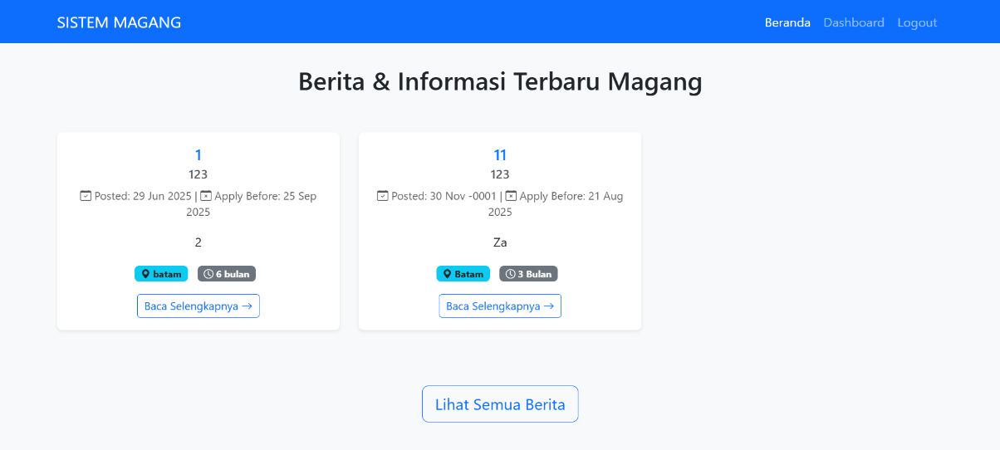 SISTEM MAGANG
Beranda Dashboard Logout
Berita & Informasi Terbaru Magang
1
123
Posted: 29 Jun 2025 | Apply Before: 25 Sep
2025
2
batam 6 bulan
Baca Selengkapnya →
11
123
Posted: 30 Nov -0001 | Apply Before: 21 Aug
2025
Za
Batam 3 Bulan
Baca Selengkapnya →
Lihat Semua Berita